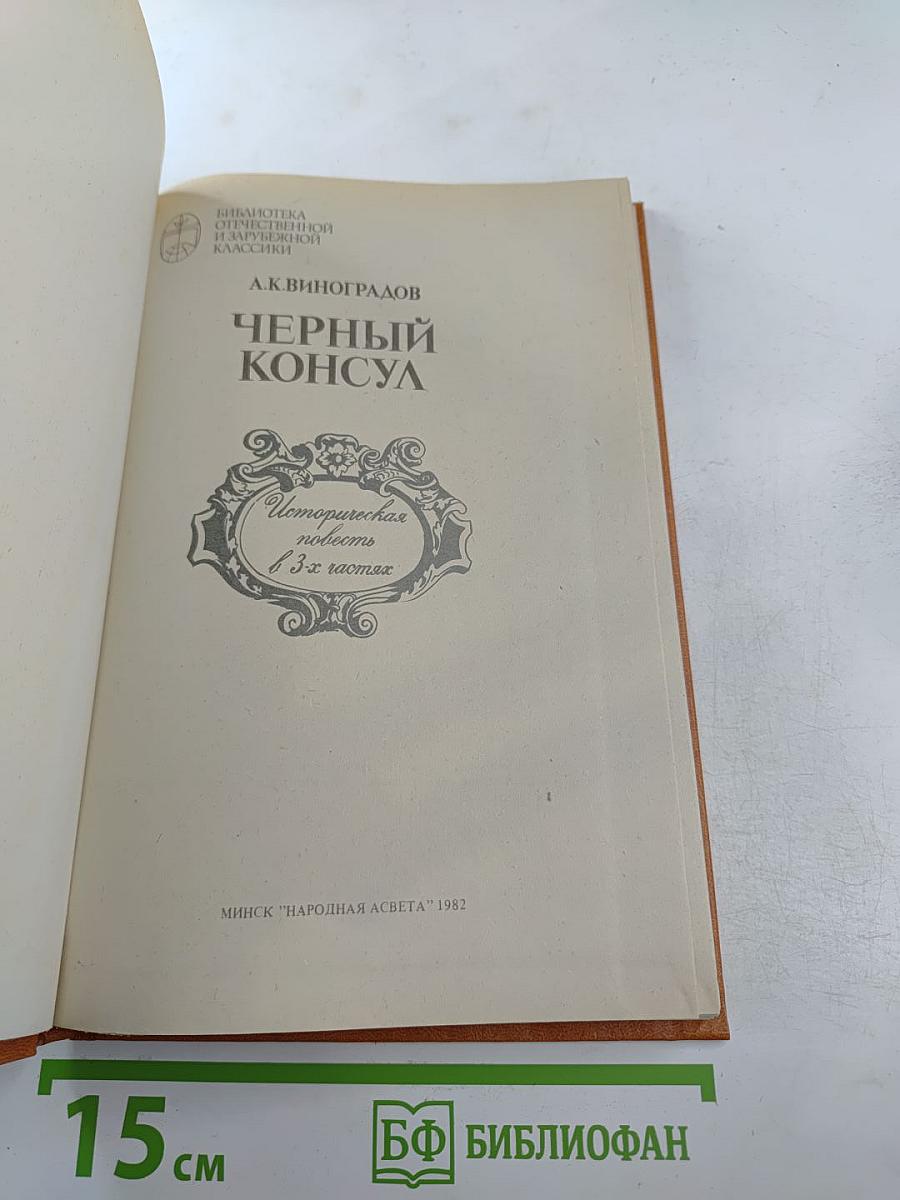 БИБЛИОТЕКА
ОТЕЧЕСТВЕННОЙ
И ЗАРУБЕЖНОЙ
КЛАССИКИ
А.К.ВИНОГРАДОВ
ЧЕРНЫЙ
КОНСУЛ
Историческая
повесть
в 3-х частях
МИНСК "НАРОДНАЯ АСВЕТА" 1982
15 см
БФ БИБЛИОФАН